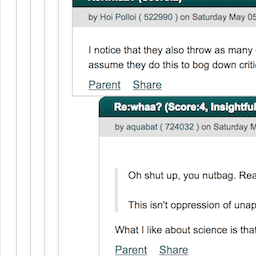 by Hoi Polloi ( 522990 ) on Saturday May 05
I notice that they also throw as many
assume they do this to bog down criti
Parent Share
Re:whaa? (Score:4, Insightful
by aquabat ( 724032 ) on Saturday M
Oh shut up, you nutbag. Rea
This isn't oppression of unap
What I like about science is that
Parent Share